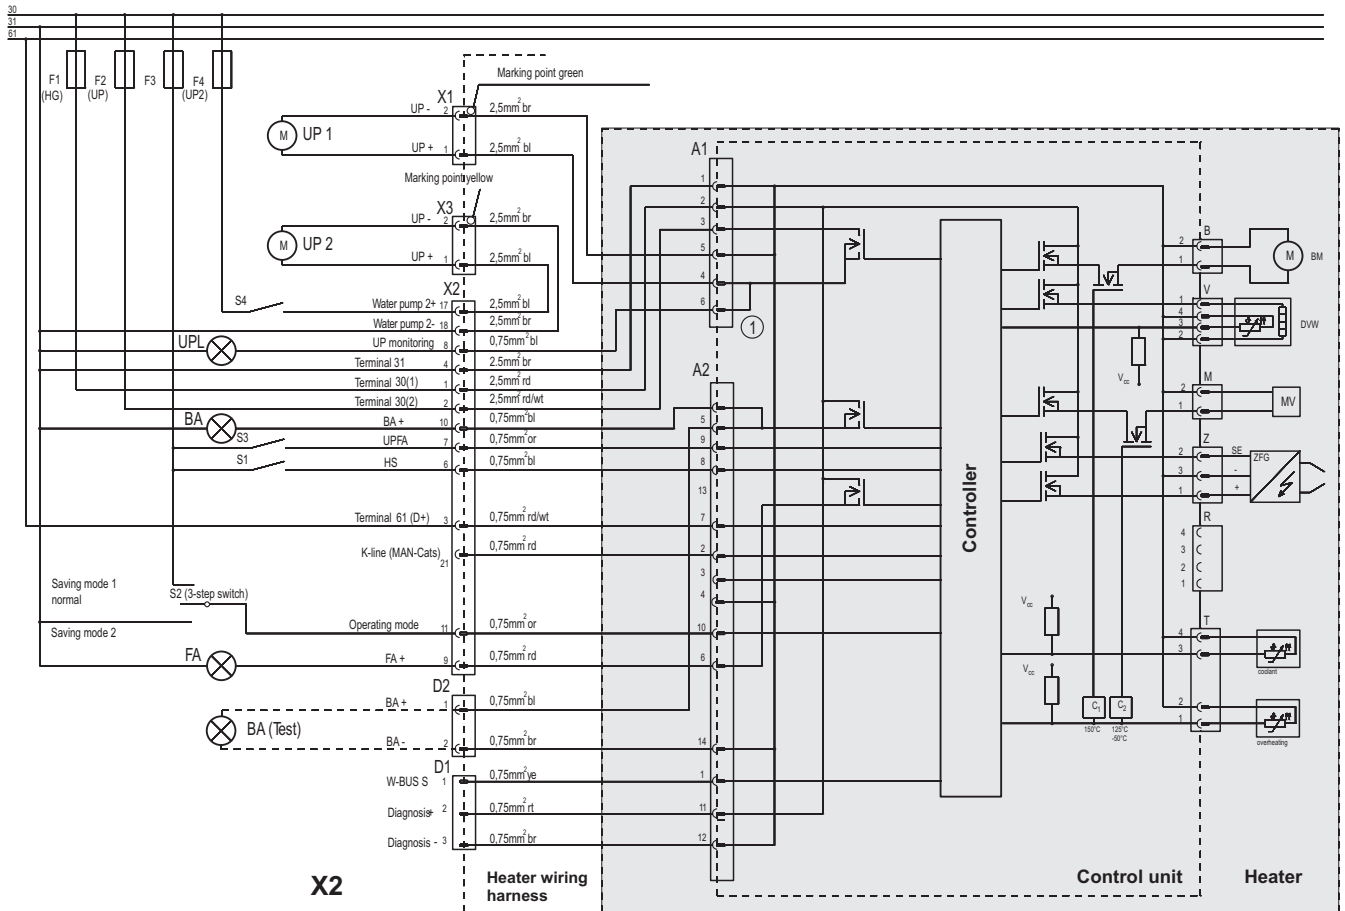 30
31
61
F1
(HG)
F2
(UP)
F3
F4
(UP2)
Marking point green
X1
UP - 2
2,5mm² br
M UP 1
UP + 1
2,5mm² bl
Marking point yellow
X3
UP - 2
2,5mm² br
M UP 2
UP + 1
2,5mm² bl
X2
S4
Water pump 2+ 17
2,5mm² bl
Water pump 2- 18
2,5mm² br
UPL
UP monitoring 8
0,75mm² bl
Terminal 31 4
2.5mm² br
Terminal 30(1) 1
2,5mm² rd
Terminal 30(2) 2
2,5mm² rd/wt
BA
BA + 10
0,75mm² bl
S3
UPFA 7
0,75mm² or
S1
HS 6
0,75mm² bl
Terminal 61 (D+) 3
0,75mm² rd/wt
K-line (MAN-Cats)
21
0,75mm² rd
Saving mode 1
normal
S2 (3-step switch)
Saving mode 2
Operating mode 11
0,75mm² or
FA
FA + 9
0,75mm² rd
D2
BA + 1
0,75mm² bl
BA (Test)
BA - 2
0,75mm² br
D1
W-BUS S 1
0,75mm² ye
Diagnosis+ 2
0,75mm² rt
Diagnosis - 3
0,75mm² br
X2
Heater wiring
harness
A1
1
2
3
5
4
6
1
A2
5
9
8
13
7
2
3
4
10
6
14
1
11
12
Controller
B
2
1
M
BM
V
1
4
3
2
DVW
Vcc
M
2
1
MV
Z
2
SE
3
-
1
+
ZFG
R
4
3
2
1
T
4
3
coolant
2
1
overheating
Vcc
Vcc
C1
150°C
C2
125°C
-50°C
Control unit
Heater